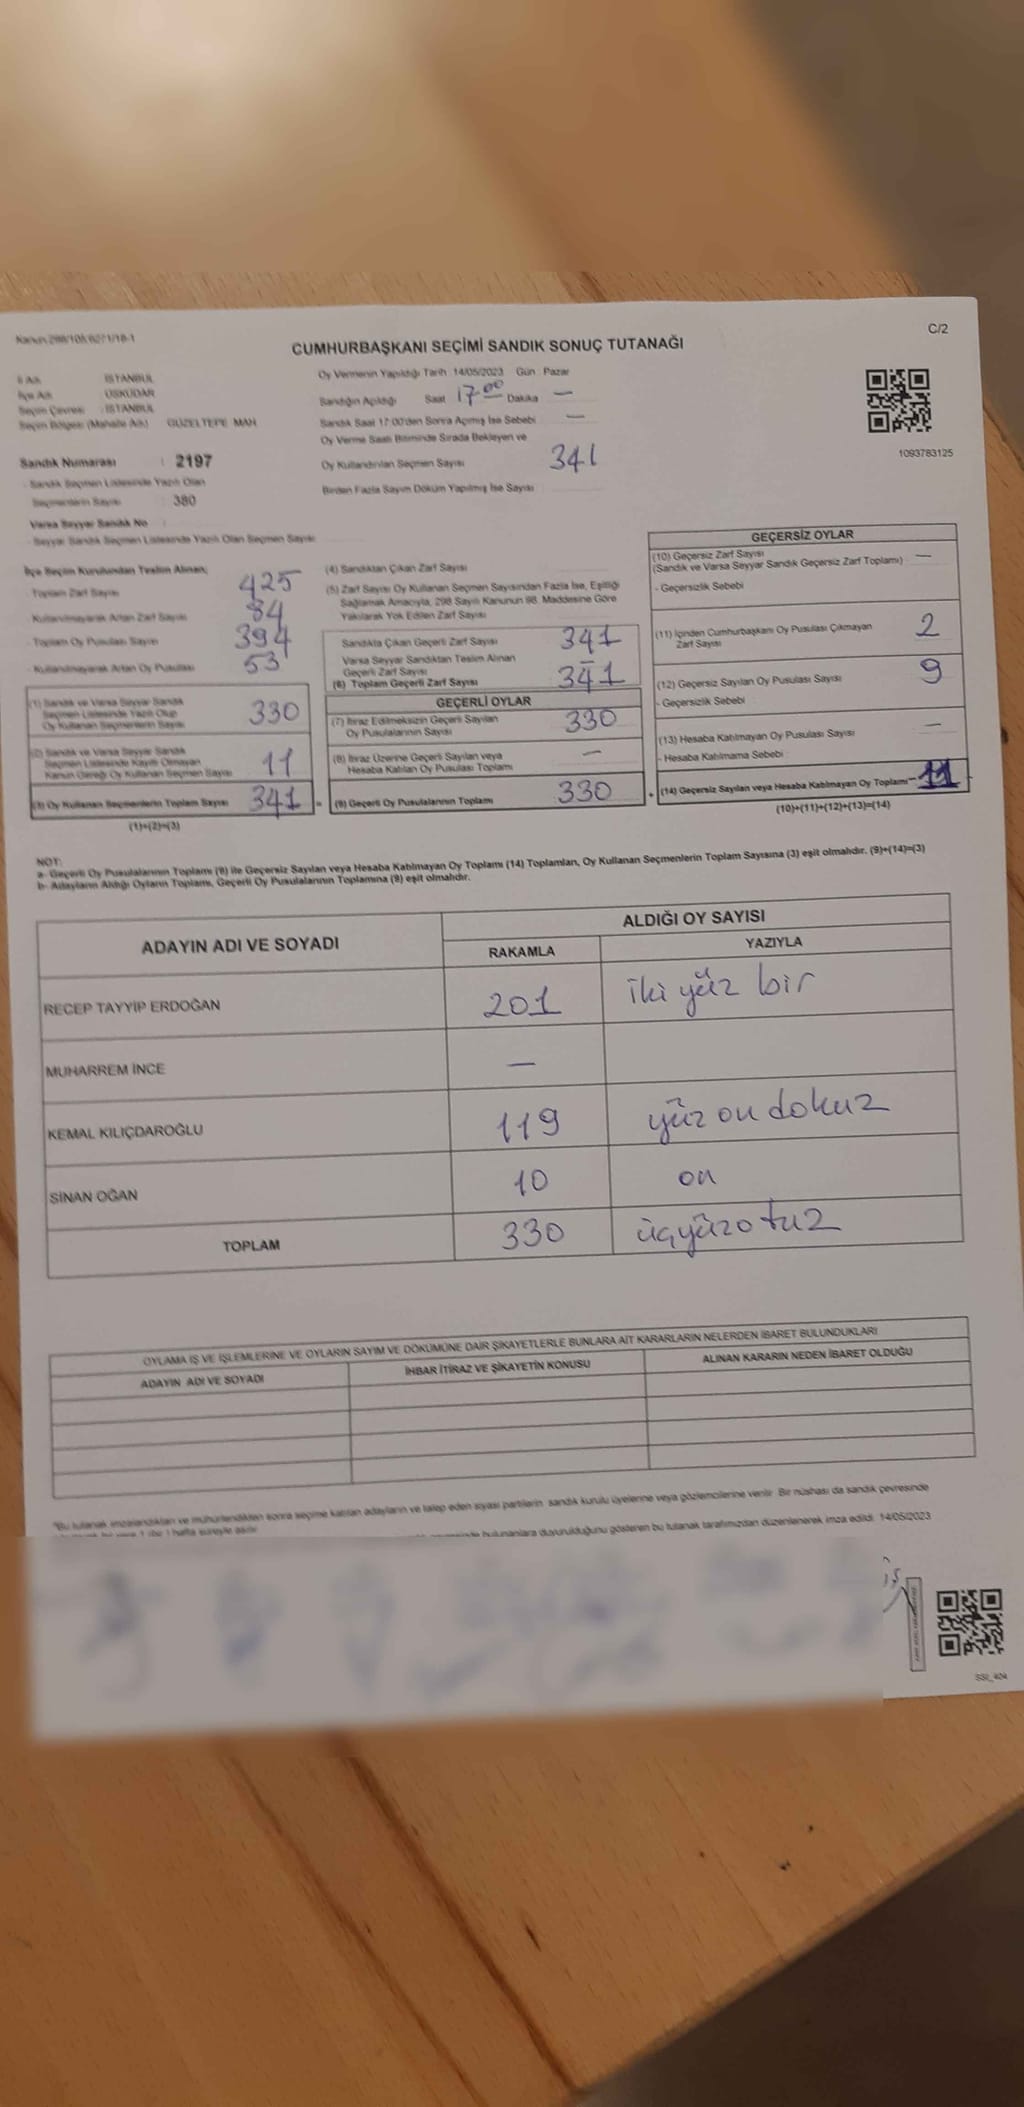 Kanun:298/105,6271/18-1
C/2
CUMHURBAŞKANI SEÇİMİ SANDIK SONUÇ TUTANAĞI
İl Adı : İSTANBUL
İlçe Adı : ÜSKÜDAR
Seçim Çevresi : İSTANBUL
Seçim Bölgesi (Mahalle Adı) : GÜZELTEPE MAH
Sandık Numarası : 2197
- Sandık Seçmen Listesinde Yazılı Olan
Seçmenlerin Sayısı : 380
Varsa Seyyar Sandık No :
- Seyyar Sandık Seçmen Listesinde Yazılı Olan Seçmen Sayısı
Oy Vermenin Yapıldığı Tarih : 14/05/2023 Gün : Pazar
Sandığın Açıldığı Saat 17 00 Dakika —
Sandık Saat 17:00'den Sonra Açılmış İse Sebebi —
Oy Verme Saati Bitiminde Sırada Bekleyen ve
Oy Kullandırılan Seçmen Sayısı 341
Birden Fazla Sayım Döküm Yapılmış İse Sayısı
1093783125
İlçe Seçim Kurulundan Teslim Alınan;
- Toplam Zarf Sayısı 425
- Kullanılmayarak Artan Zarf Sayısı 84
- Toplam Oy Pusulası Sayısı 394
- Kullanılmayarak Artan Oy Pusulası 53
(1) Sandık ve Varsa Seyyar Sandık
Seçmen Listesinde Yazılı Olup
Oy Kullanan Seçmenlerin Sayısı 330
(2) Sandık ve Varsa Seyyar Sandık
Seçmen Listesinde Kayıtlı Olmayan
Kanun Gereği Oy Kullanan Seçmen Sayısı 11
(3) Oy Kullanan Seçmenlerin Toplam Sayısı 341 =
(1)+(2)=(3)
(4) Sandıktan Çıkan Zarf Sayısı
(5) Zarf Sayısı Oy Kullanan Seçmen Sayısından Fazla İse, Eşitliği
Sağlamak Amacıyla, 298 Sayılı Kanunun 98. Maddesine Göre
Yakılarak Yok Edilen Zarf Sayısı
Sandıkta Çıkan Geçerli Zarf Sayısı 341
Varsa Seyyar Sandıktan Teslim Alınan
Geçerli Zarf Sayısı —
(6) Toplam Geçerli Zarf Sayısı 341
GEÇERLİ OYLAR
(7) İtiraz Edilmeksizin Geçerli Sayılan
Oy Pusulalarının Sayısı 330
(8) İtiraz Üzerine Geçerli Sayılan veya
Hesaba Katılan Oy Pusulası Toplamı —
(9) Geçerli Oy Pusulalarının Toplamı 330 +
GEÇERSİZ OYLAR
(10) Geçersiz Zarf Sayısı —
(Sandık ve Varsa Seyyar Sandık Geçersiz Zarf Toplamı)
- Geçersizlik Sebebi
(11) İçinden Cumhurbaşkanı Oy Pusulası Çıkmayan
Zarf Sayısı 2
(12) Geçersiz Sayılan Oy Pusulası Sayısı 9
- Geçersizlik Sebebi
(13) Hesaba Katılmayan Oy Pusulası Sayısı —
- Hesaba Katılmama Sebebi
(14) Geçersiz Sayılan veya Hesaba Katılmayan Oy Toplamı 11
(10)+(11)+(12)+(13)=(14)
NOT:
a- Geçerli Oy Pusulalarının Toplamı (9) ile Geçersiz Sayılan veya Hesaba Katılmayan Oy Toplamı (14) Toplamları, Oy Kullanan Seçmenlerin Toplam Sayısına (3) eşit olmalıdır. (9)+(14)=(3)
b- Adayların Aldığı Oyların Toplamı, Geçerli Oy Pusulalarının Toplamına (9) eşit olmalıdır.
ADAYIN ADI VE SOYADI
ALDIĞI OY SAYISI
RAKAMLA YAZIYLA
RECEP TAYYİP ERDOĞAN 201 iki yüz bir
MUHARREM İNCE —
KEMAL KILIÇDAROĞLU 119 yüz on dokuz
SİNAN OĞAN 10 on
TOPLAM 330 üçyüzotuz
OYLAMA İŞ VE İŞLEMLERİNE VE OYLARIN SAYIM VE DÖKÜMÜNE DAİR ŞİKAYETLERLE BUNLARA AİT KARARLARIN NELERDEN İBARET BULUNDUKLARI
ADAYIN ADI VE SOYADI İHBAR İTİRAZ VE ŞİKAYETİN KONUSU ALINAN KARARIN NEDEN İBARET OLDUĞU
*Bu tutanak imzalandıktan ve mühürlendikten sonra seçime katılan adayların ve talep eden siyasi partilerin sandık kurulu üyelerine veya gözlemcilerine verilir. Bir nüshası da sandık çevresinde
bulunanlara duyurulduğunu gösteren bu tutanak tarafımızdan düzenlenerek imza edildi. 14/05/2023
SSI_404